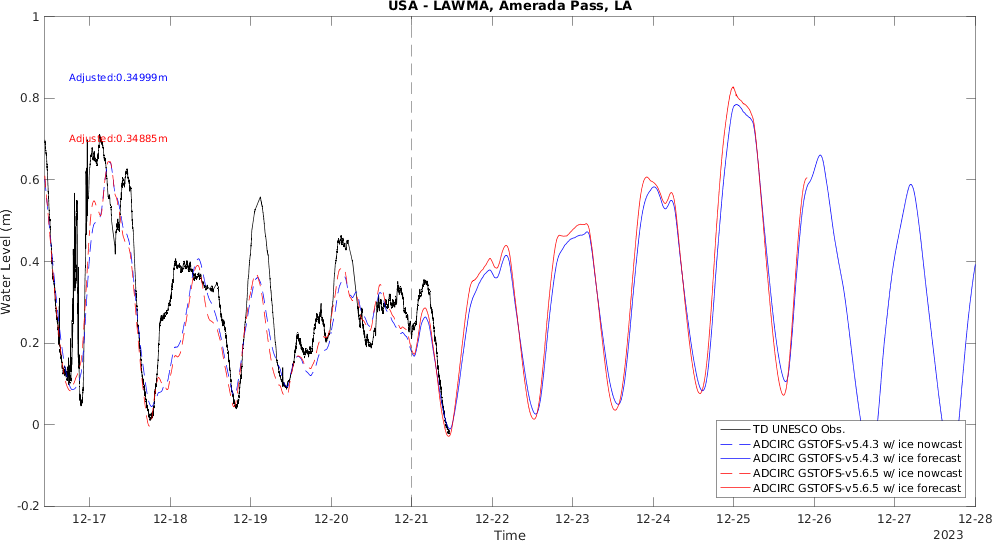 USA - LAWMA, Amerada Pass, LA
1
0.8
0.6
0.4
0.2
0
-0.2
Water Level (m)
Adjusted:0.34999m
Adjusted:0.34885m
TD UNESCO Obs.
ADCIRC GSTOFS-v5.4.3 w/ ice nowcast
ADCIRC GSTOFS-v5.4.3 w/ ice forecast
ADCIRC GSTOFS-v5.6.5 w/ ice nowcast
ADCIRC GSTOFS-v5.6.5 w/ ice forecast
12-17 12-18 12-19 12-20 12-21 12-22 12-23 12-24 12-25 12-26 12-27 12-28
Time
2023